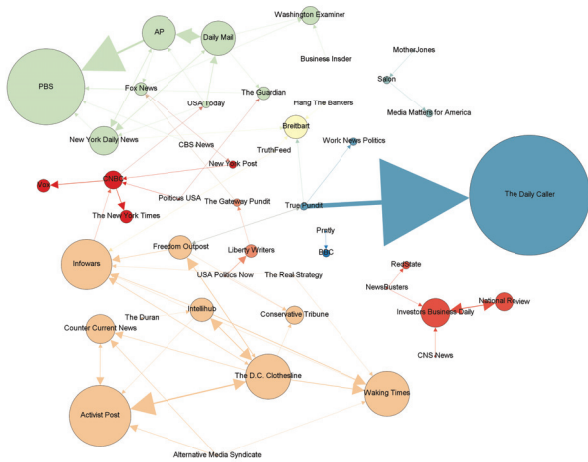 Washington Examiner
AP
Daily Mail
Business Insder
MotherJones
PBS
Fox News
The Guardian
Salon
USA Today
Hang The Bankers
Media Matters for America
Breitbart
New York Daily News
CBS News
TruthFeed
Work News Politics
New York Post
Vox
CNBC
The Daily Caller
Politicus USA
The Gateway Pundit
True Pundit
The New York Times
Prntly
Freedom Outpost
Liberty Writers
BBC
Infowars
RedState
USA Politics Now
The Real Strategy
NewsBusters
National Review
Intellihub
Investors Business Daily
The Duran
Conservative Tribune
Counter Current News
CNS News
The D.C. Clothesline
Waking Times
Activist Post
Alternative Media Syndicate